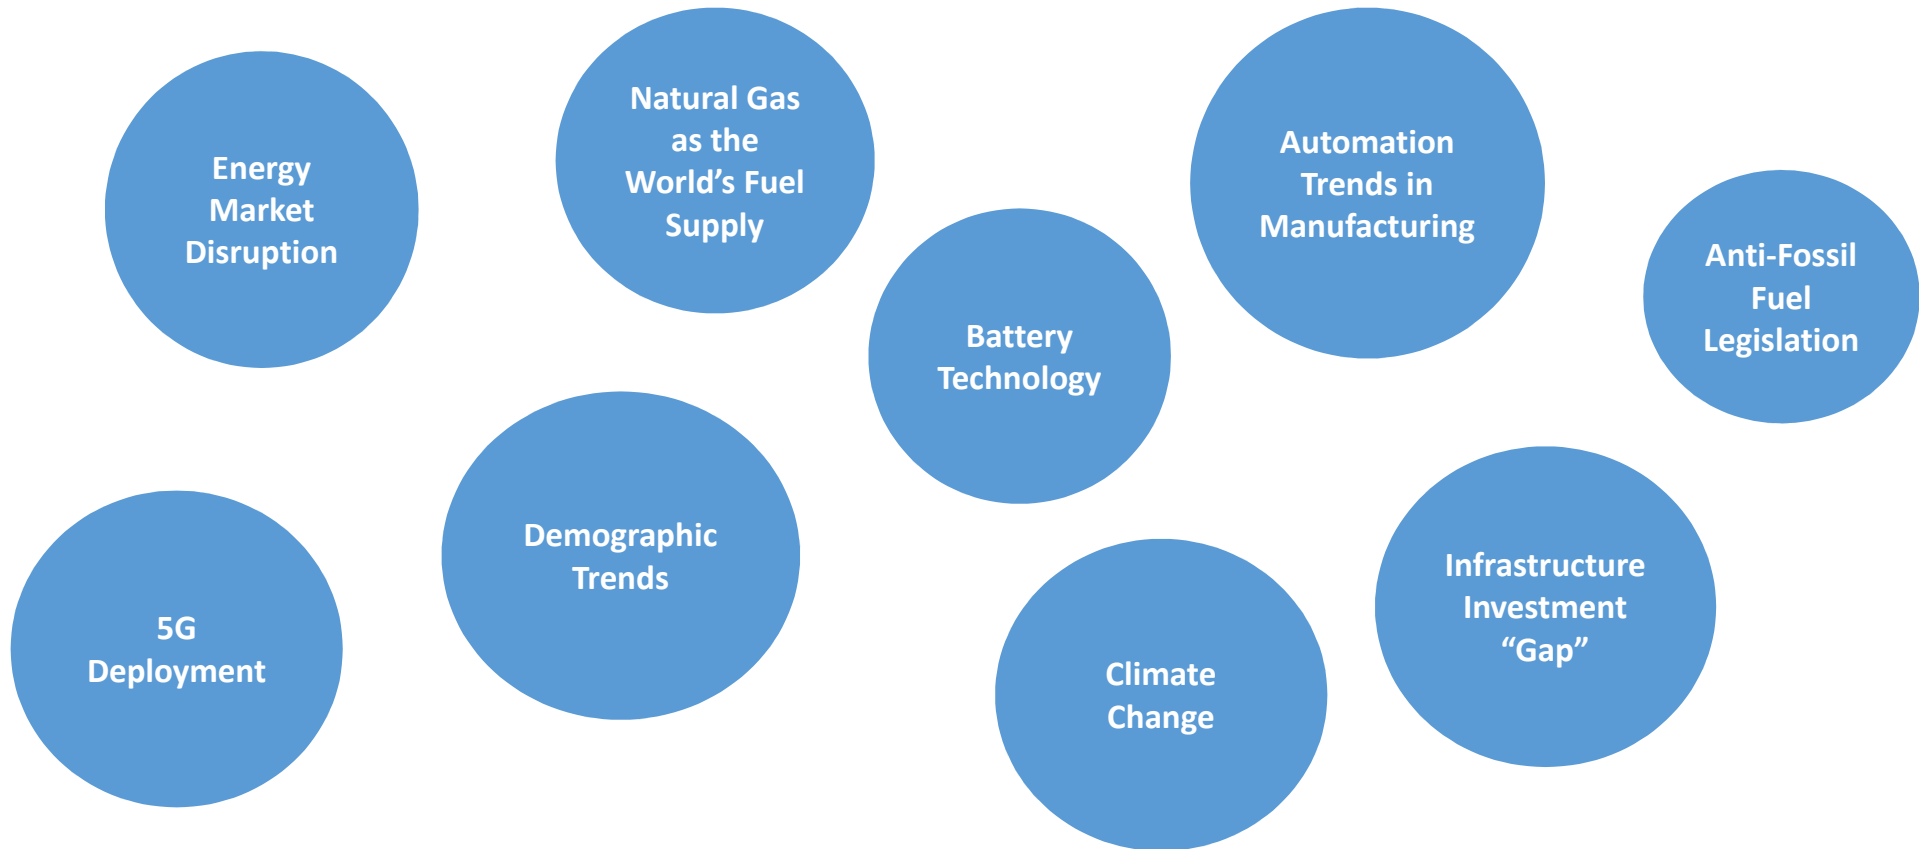 Energy
Market
Disruption
Natural Gas
as the
World’s Fuel
Supply
Automation
Trends in
Manufacturing
Anti-Fossil
Fuel
Legislation
Battery
Technology
Demographic
Trends
5G
Deployment
Climate
Change
Infrastructure
Investment
“Gap”